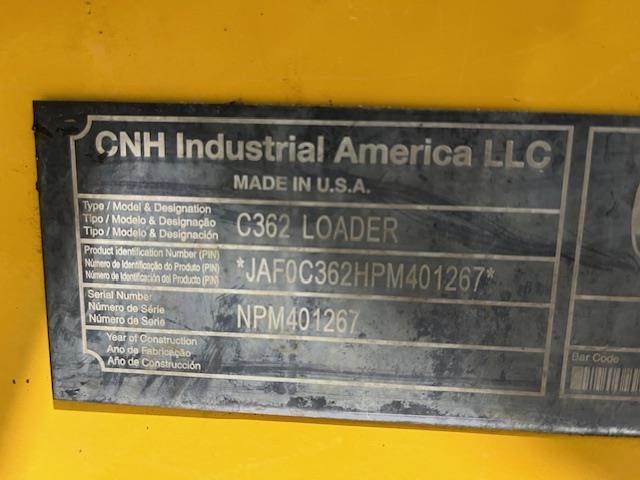 CNH Industrial America LLC
MADE IN U.S.A.
Type / Model & Designation
Tipo / Modelo & Designação
Tipo / Modelo & Designación
C362 LOADER
Product Identification Number (PIN)
Número de Identificação do Produto (PIN)
Número de Identificación del Producto (PIN)
*JAF0C362HPM401267*
Serial Number
Número de Série
Número de Serie
NPM401267
Year of Construction
Ano de Fabricação
Año de Construcción
Bar Code